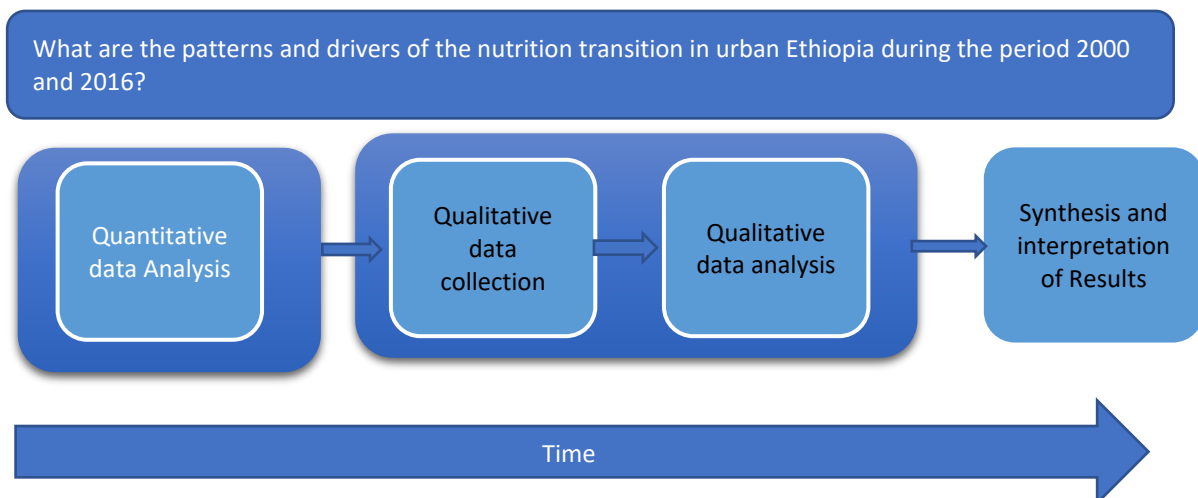 What are the patterns and drivers of the nutrition transition in urban Ethiopia during the period 2000
and 2016?
Quantitative
data Analysis
Qualitative
data
collection
Qualitative
data analysis
Synthesis and
interpretation
of Results
Time